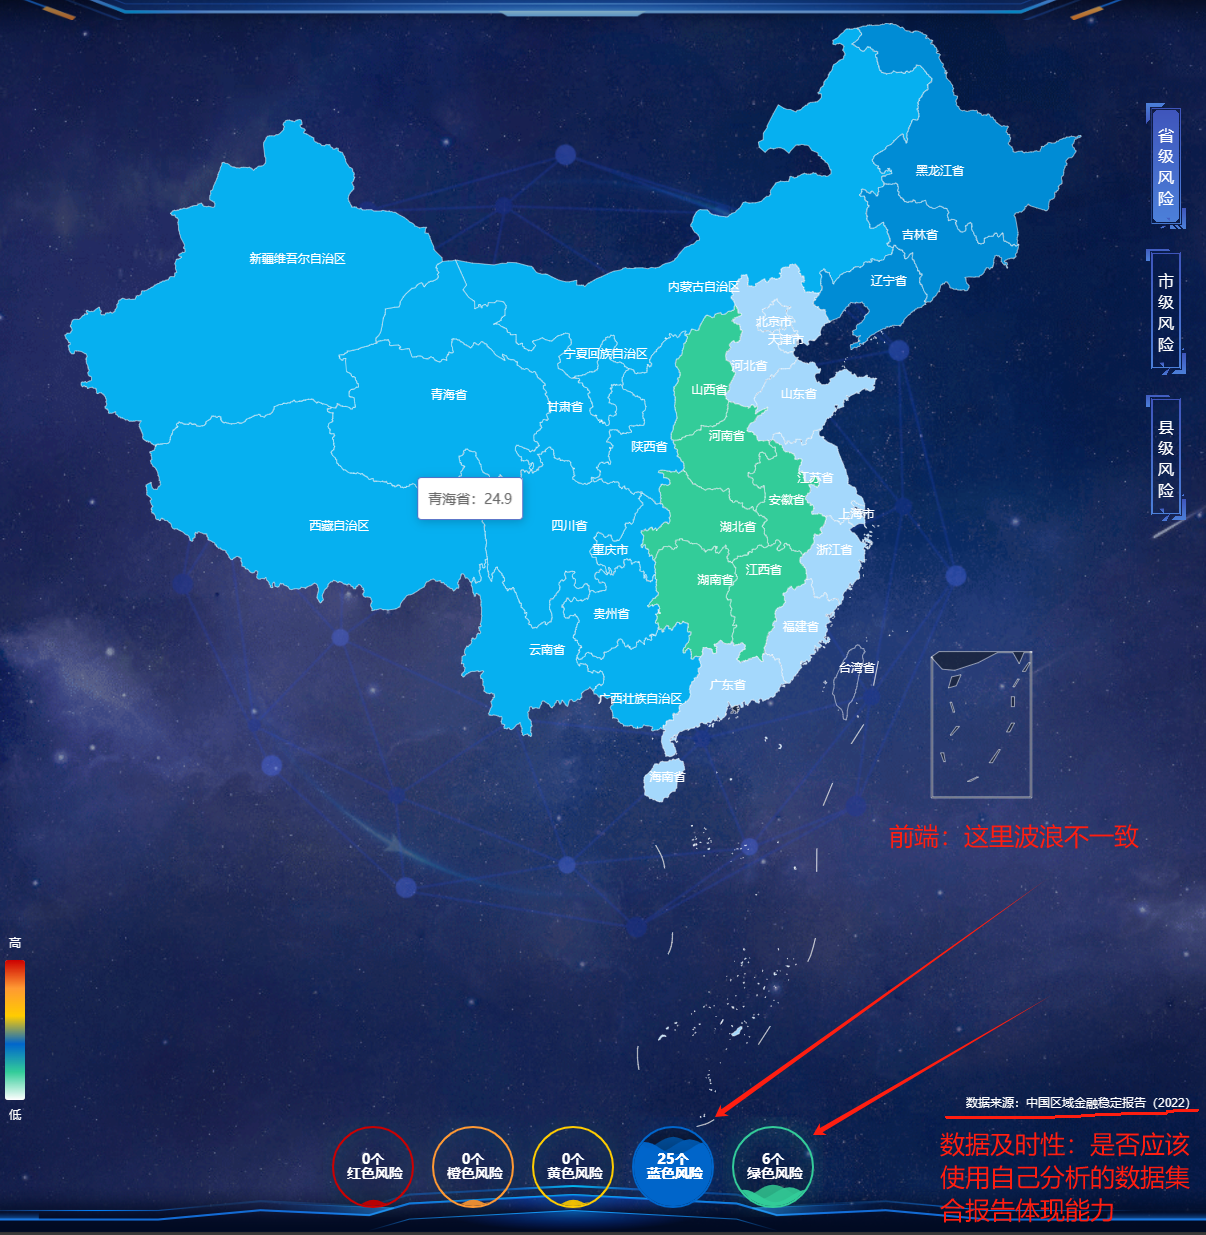 黑龙江省
吉林省
辽宁省
新疆维吾尔自治区
内蒙古自治区
北京市
天津市
宁夏回族自治区
河北省
山西省
山东省
青海省
甘肃省
河南省
陕西省
江苏省
安徽省
青海省：24.9
上海市
西藏自治区
四川省
湖北省
重庆市
浙江省
江西省
湖南省
贵州省
福建省
云南省
台湾省
广东省
广西壮族自治区
海南省
省级风险
市级风险
县级风险
前端：这里波浪不一致
高
低
数据来源：中国区域金融稳定报告（2022）
数据及时性：是否应该
使用自己分析的数据集
合报告体现能力
0个
红色风险
0个
橙色风险
0个
黄色风险
25个
蓝色风险
6个
绿色风险